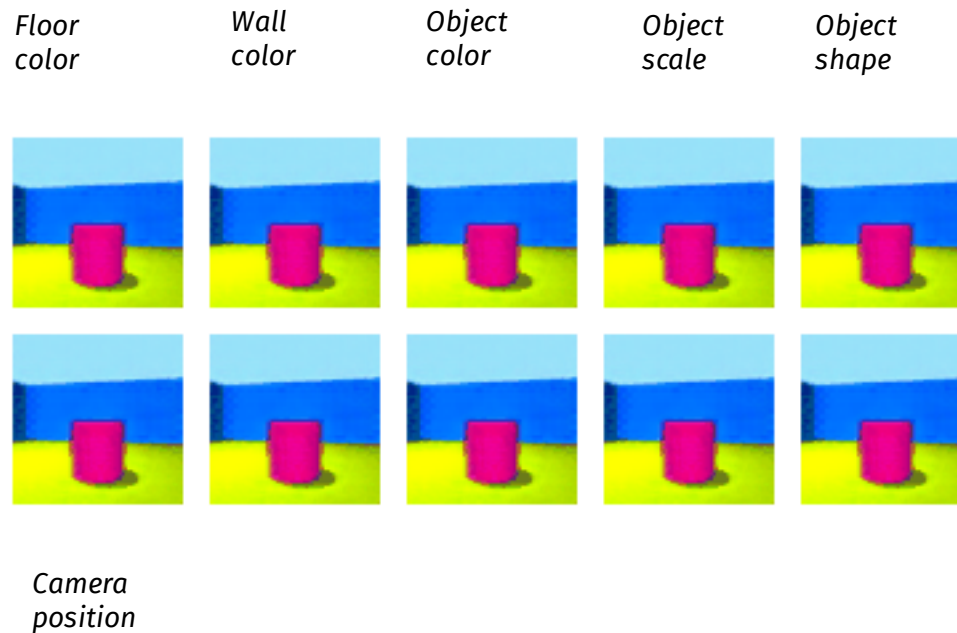 Floor
color
Wall
color
Object
color
Object
scale
Object
shape
Camera
position